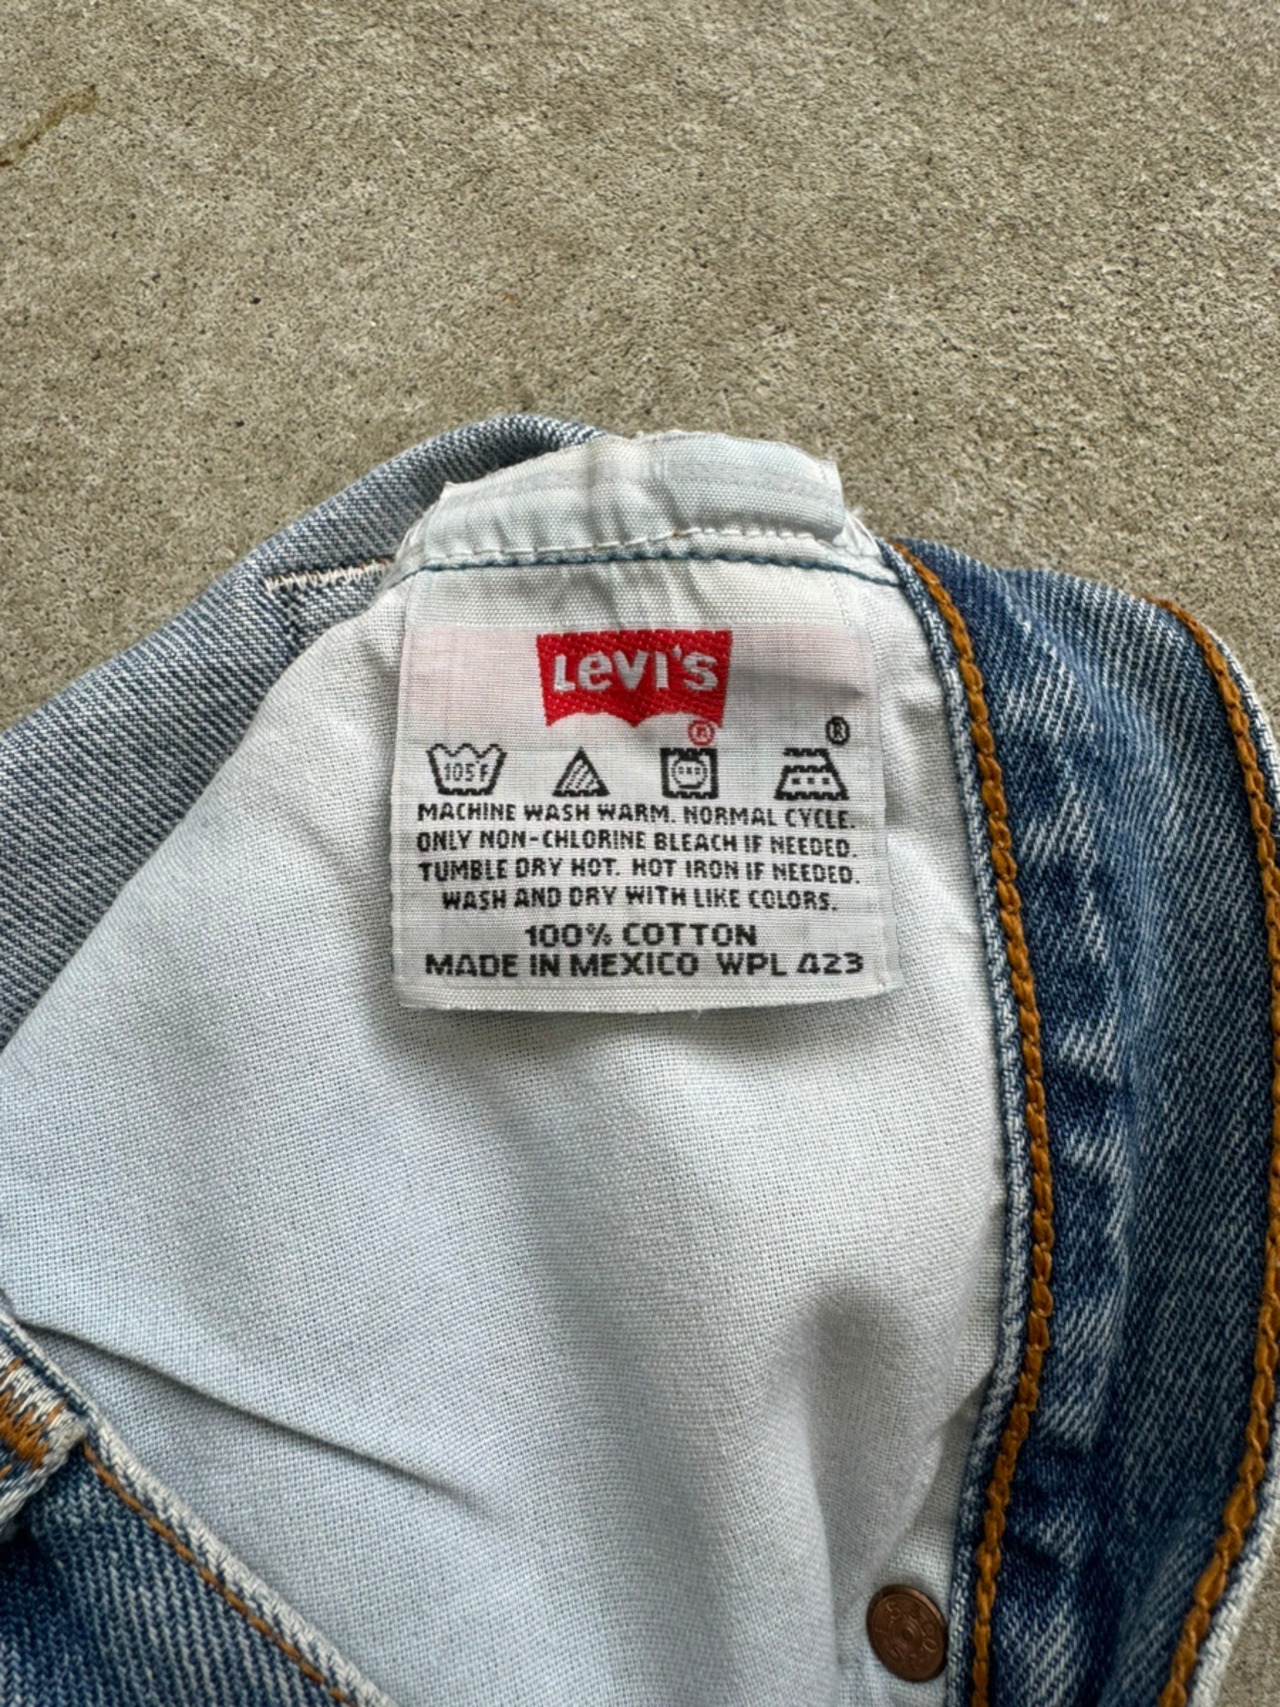 LEVI'S
®
®
105F
MACHINE WASH WARM. NORMAL CYCLE.
ONLY NON-CHLORINE BLEACH IF NEEDED.
TUMBLE DRY HOT. HOT IRON IF NEEDED.
WASH AND DRY WITH LIKE COLORS.
100% COTTON
MADE IN MEXICO WPL 423